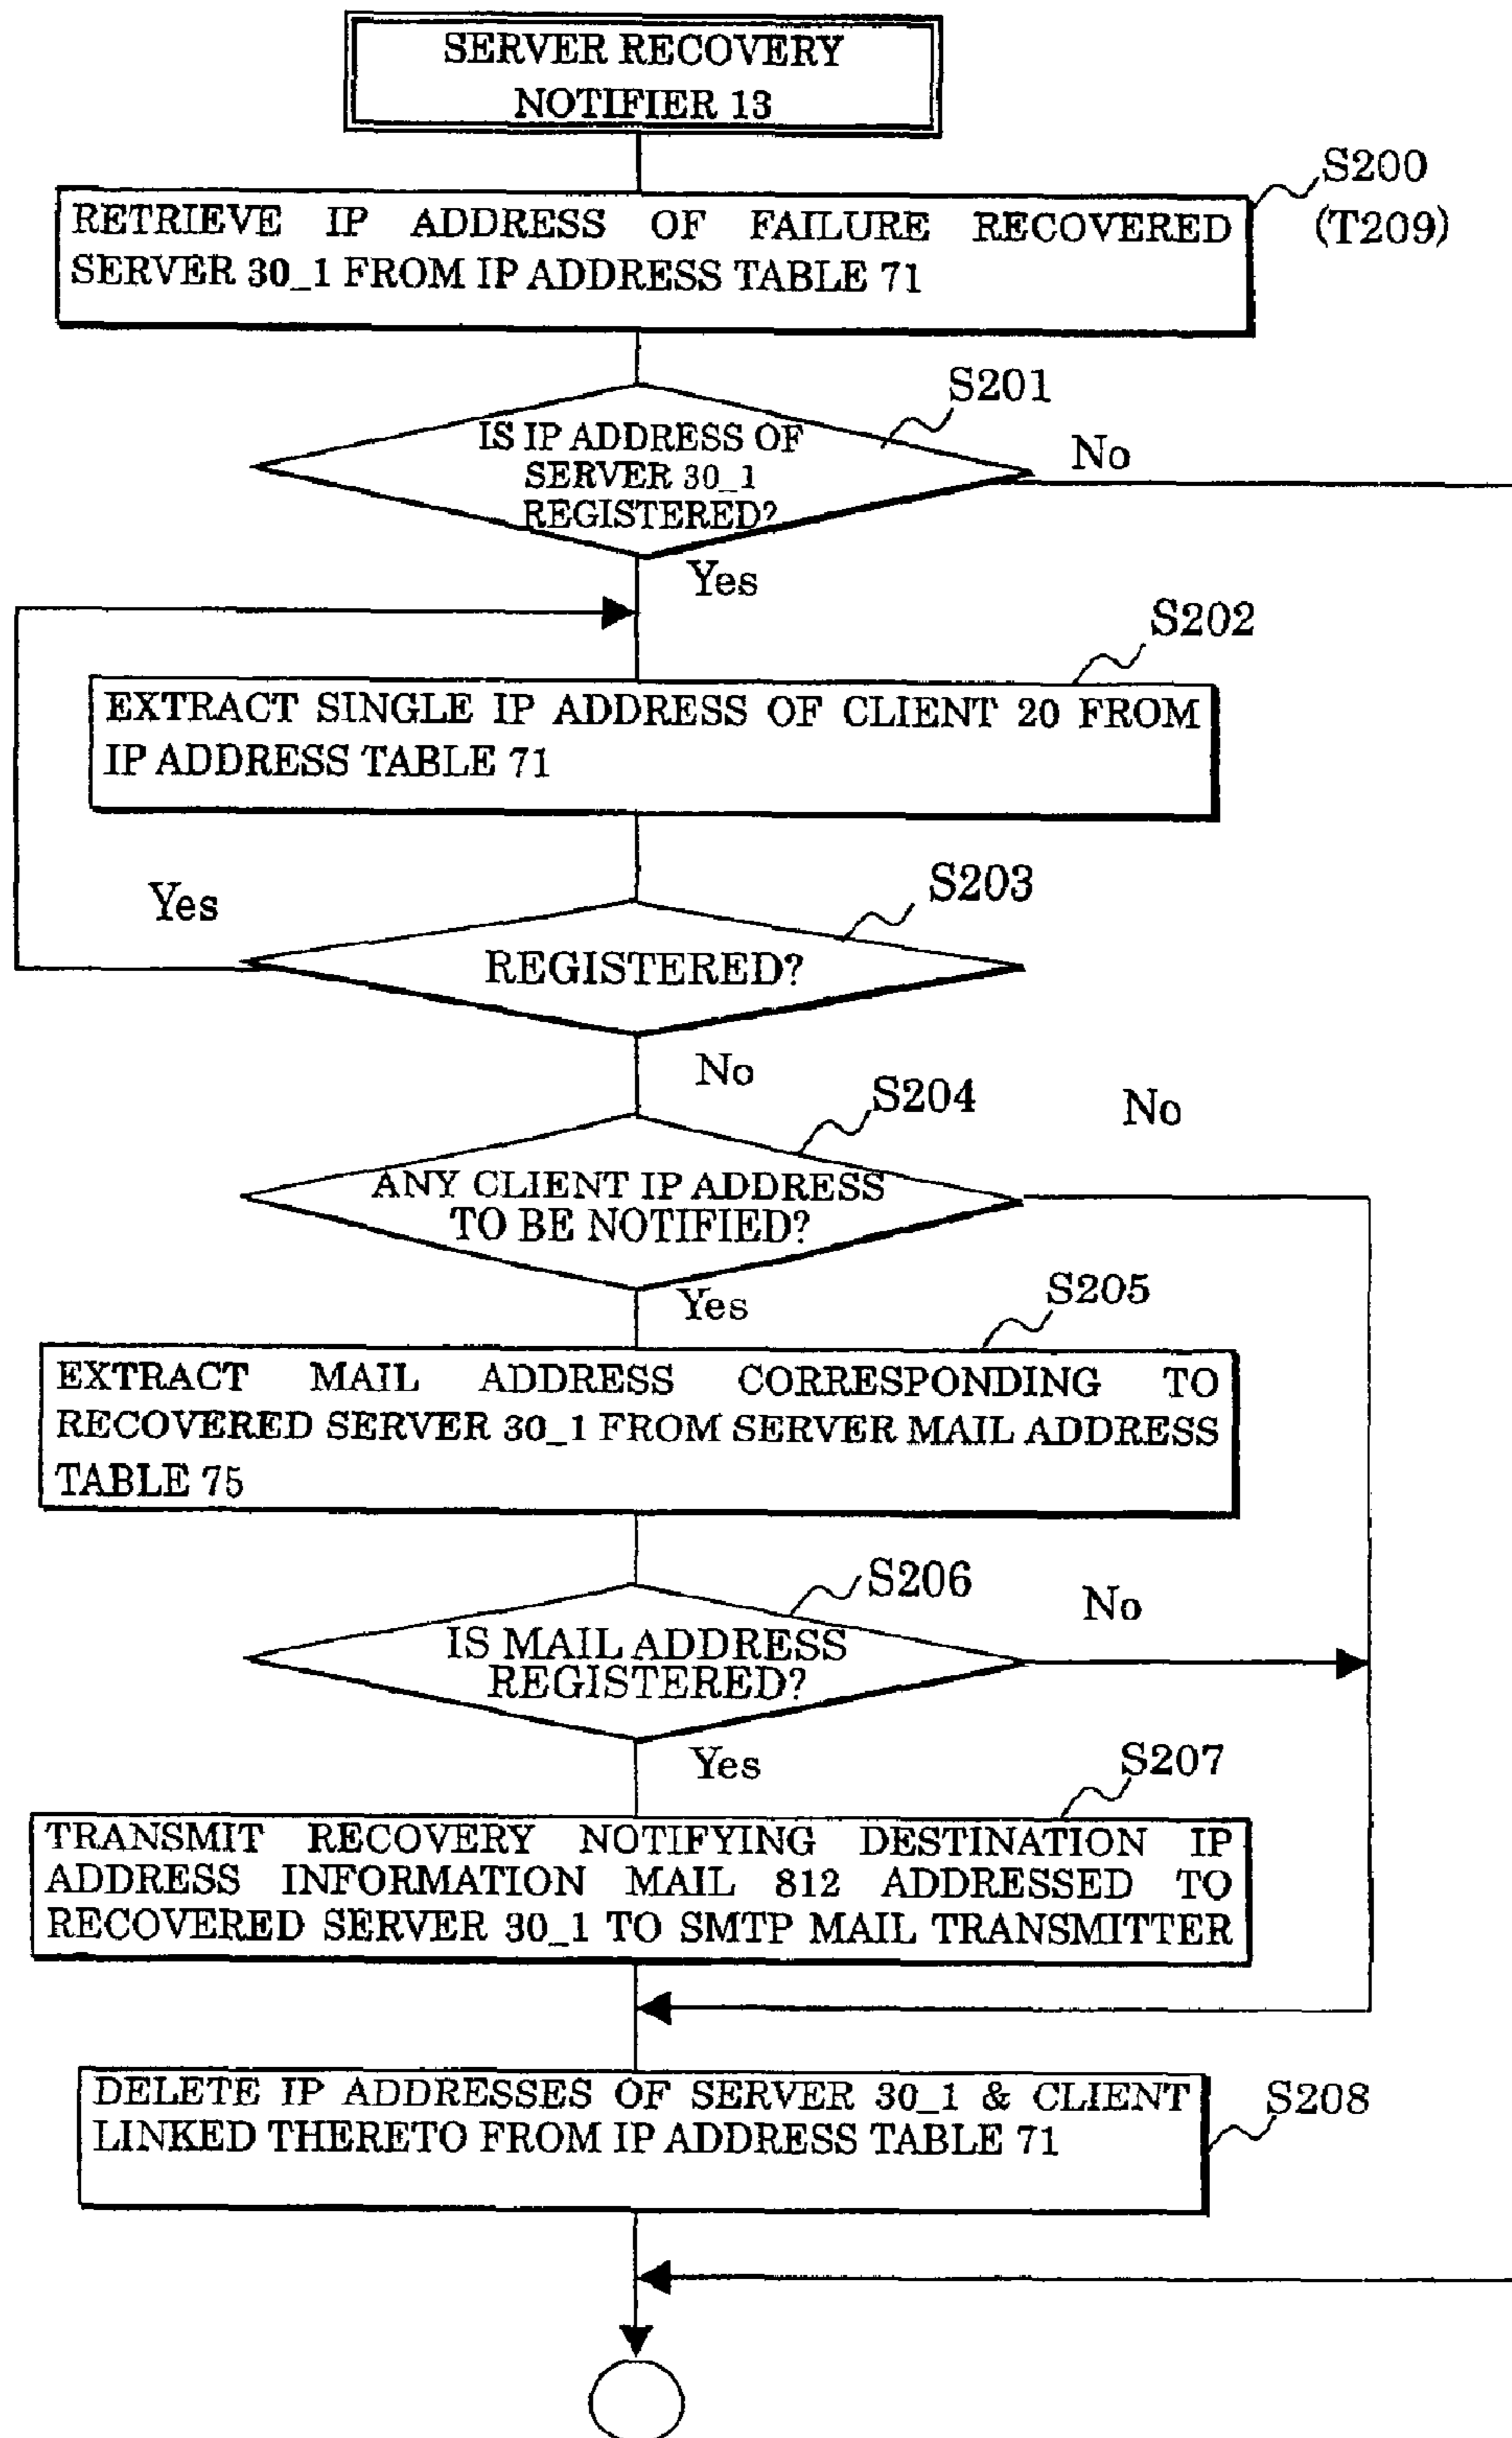 SERVER RECOVERY
NOTIFIER 13
S200
(T209)
RETRIEVE IP ADDRESS OF FAILURE RECOVERED
SERVER 30_1 FROM IP ADDRESS TABLE 71
S201
IS IP ADDRESS OF
SERVER 30_1
REGISTERED?
No
Yes
S202
EXTRACT SINGLE IP ADDRESS OF CLIENT 20 FROM
IP ADDRESS TABLE 71
S203
Yes
REGISTERED?
No
S204
No
ANY CLIENT IP ADDRESS
TO BE NOTIFIED?
Yes
S205
EXTRACT MAIL ADDRESS CORRESPONDING TO
RECOVERED SERVER 30_1 FROM SERVER MAIL ADDRESS
TABLE 75
S206
No
IS MAIL ADDRESS
REGISTERED?
Yes
S207
TRANSMIT RECOVERY NOTIFYING DESTINATION IP
ADDRESS INFORMATION MAIL 812 ADDRESSED TO
RECOVERED SERVER 30_1 TO SMTP MAIL TRANSMITTER
S208
DELETE IP ADDRESSES OF SERVER 30_1 & CLIENT
LINKED THERETO FROM IP ADDRESS TABLE 71